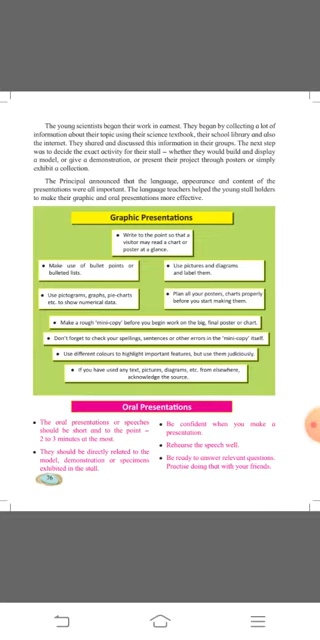 The young scientists began their work in earnest. They began by collecting a lot of
information about their topic using their science textbook, their school library and also
the internet. They shared and discussed this information in their groups. The next step
was to decide the exact activity for their stall – whether they would build and display
a model, or give a demonstration, or present their project through posters or simply
exhibit a collection.
The Principal announced that the language, appearance and content of the
presentations were all important. The language teachers helped the young stall holders
to make their graphic and oral presentations more effective.
Graphic Presentations
• Write to the point so that a
visitor may read a chart or
poster at a glance.
• Make use of bullet points or
bulleted lists.
• Use pictures and diagrams
and label them.
• Use pictograms, graphs, pie-charts
etc. to show numerical data.
• Plan all your posters, charts properly
before you start making them.
• Make a rough 'mini-copy' before you begin work on the big, final poster or chart.
• Don't forget to check your spellings, sentences or other errors in the 'mini-copy' itself.
• Use different colours to highlight important features, but use them judiciously.
• If you have used any text, pictures, diagrams, etc. from elsewhere,
acknowledge the source.
Oral Presentations
• The oral presentations or speeches
should be short and to the point –
2 to 3 minutes at the most.
• They should be directly related to the
model, demonstration or specimens
exhibited in the stall.
• Be confident when you make a
presentation.
• Rehearse the speech well.
• Be ready to answer relevant questions.
Practise doing that with your friends.
76